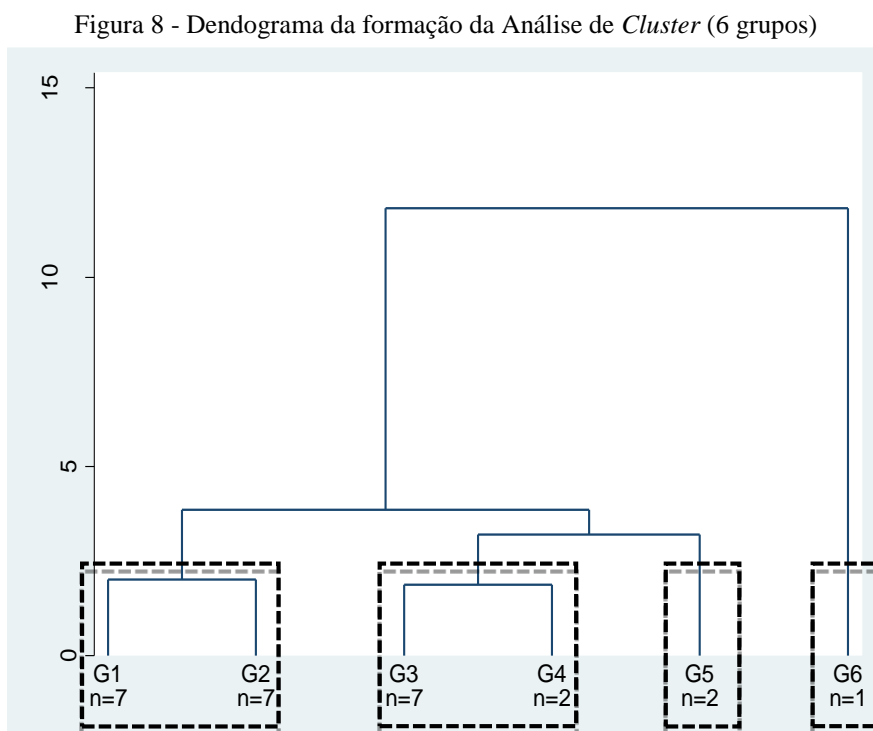 Figura 8 - Dendograma da formação da Análise de Cluster (6 grupos)
15
10
5
0
G1 G2 G3 G4 G5 G6
n=7 n=7 n=7 n=2 n=2 n=1